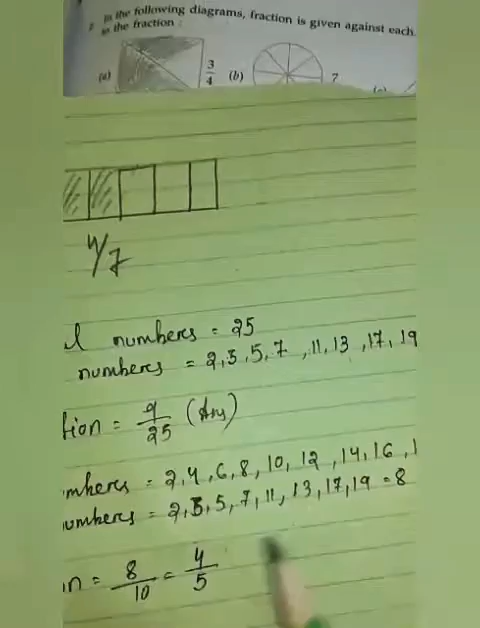 in the following diagrams, fraction is given against each.
the fraction :
(a) 3/4 (b) 7
4/7
l numbers = 25
numbers = 2,3,5,7 ,11,13 ,17,19
tion = 9/25 (Ans)
mbers = 2,4,6,8,10,12,14,16,1
umbers = 2,3,5,7,11,13,17,19 = 8
n = 8/10 = 4/5